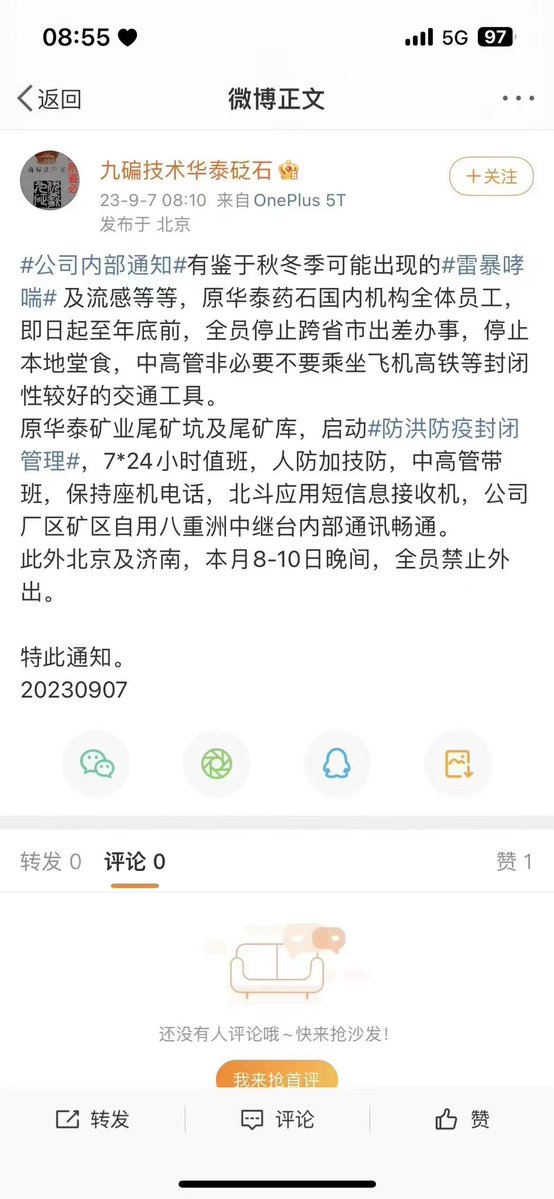 08:55
5G
97
返回
微博正文
九碥技术华泰砭石
+关注
23-9-7 08:10 来自OnePlus 5T
发布于 北京
#公司内部通知#有鉴于秋冬季可能出现的#雷暴哮
喘# 及流感等等，原华泰药石国内机构全体员工，
即日起至年底前，全员停止跨省市出差办事，停止
本地堂食，中高管非必要不要乘坐飞机高铁等封闭
性较好的交通工具。
原华泰矿业尾矿坑及尾矿库，启动#防洪防疫封闭
管理#，7*24小时值班，人防加技防，中高管带
班，保持座机电话，北斗应用短信息接收机，公司
厂区矿区自用八重洲中继台内部通讯畅通。
此外北京及济南，本月8-10日晚间，全员禁止外
出。
特此通知。
20230907
转发 0
评论 0
赞 1
还没有人评论哦~快来抢沙发！
我来抢首评
转发
评论
赞